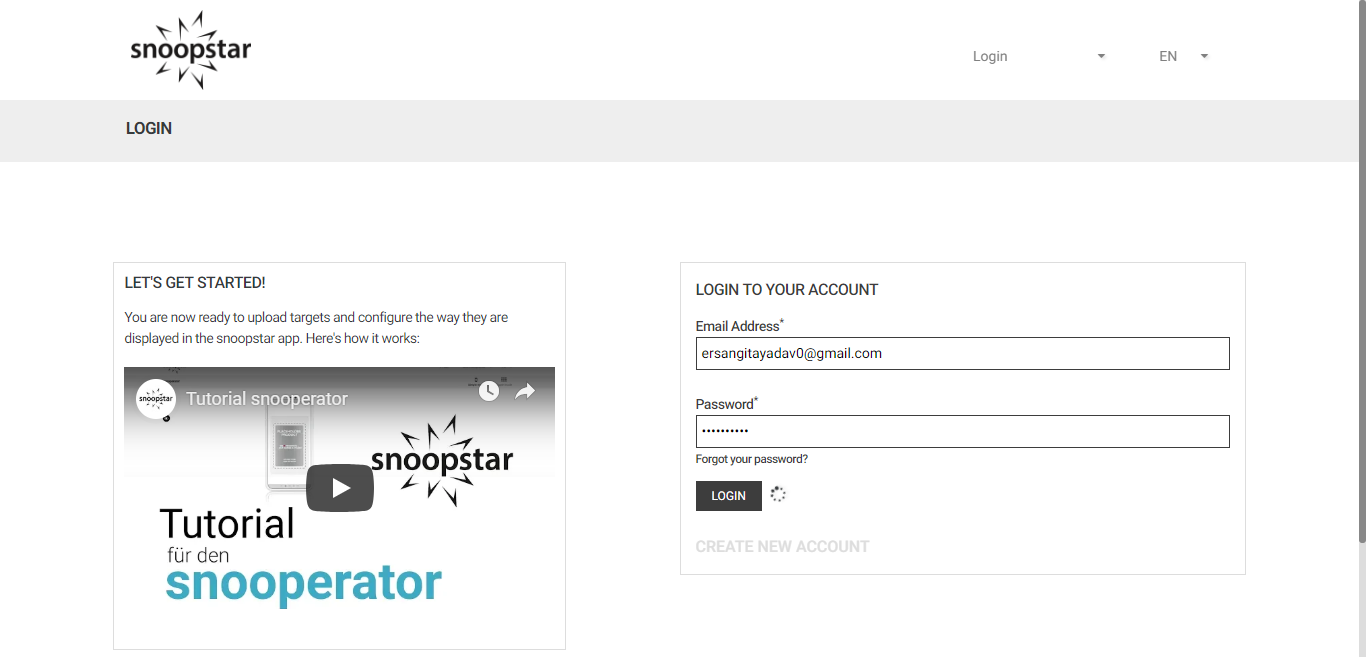 snoopstar
Login
EN
LOGIN
LET'S GET STARTED!
You are now ready to upload targets and configure the way they are
displayed in the snoopstar app. Here's how it works:
snoopstar
Tutorial snooperator
snoopstar
Tutorial
für den
snooperator
LOGIN TO YOUR ACCOUNT
Email Address*
ersangitayadav0@gmail.com
Password*
••••••••••
Forgot your password?
LOGIN
CREATE NEW ACCOUNT